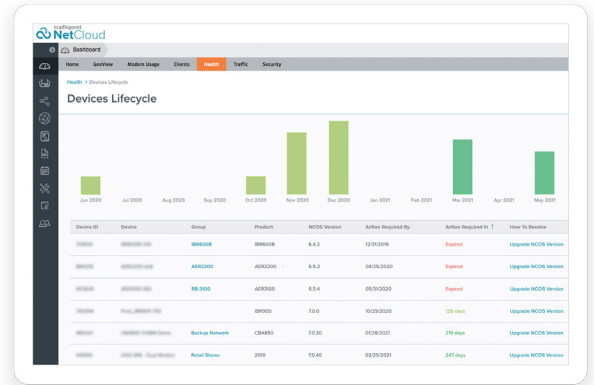 cradlepoint
NetCloud
Dashboard
Home GeoView Modem Usage Clients Health Traffic Security
Health > Devices Lifecycle
Devices Lifecycle
Jun 2020 Jul 2020 Aug 2020 Sep 2020 Oct 2020 Nov 2020 Dec 2020 Jan 2021 Feb 2021 Mar 2021 Apr 2021 May 2021
Device ID Device Group Product NCOS Version Action Required By Action Required In ↑ How To Resolve
IBR600B IBR600B 6.4.2 12/31/2019 Expired Upgrade NCOS Version
AER2200 AER2200 6.5.2 04/25/2020 Expired Upgrade NCOS Version
RB-3100 AER3100 6.5.4 05/31/2020 Expired Upgrade NCOS Version
IBR900 7.0.0 10/29/2020 128 days Upgrade NCOS Version
Backup Network CBA850 7.0.30 01/28/2021 219 days Upgrade NCOS Version
Retail Stores 2100 7.0.40 02/25/2021 247 days Upgrade NCOS Version